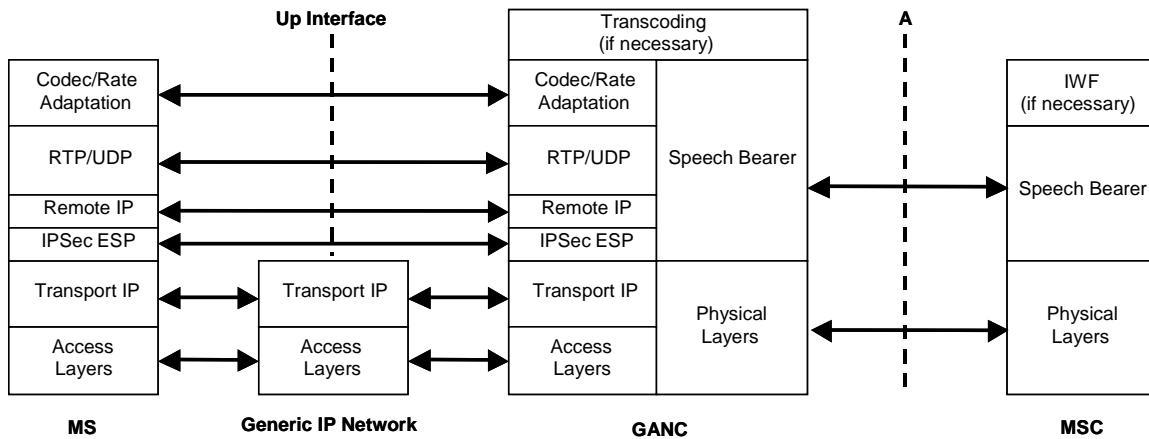 Up Interface
A
Transcoding
(if necessary)
Codec/Rate
Adaptation
Codec/Rate
Adaptation
IWF
(if necessary)
RTP/UDP
RTP/UDP
Speech Bearer
Speech Bearer
Remote IP
Remote IP
IPSec ESP
IPSec ESP
Transport IP
Transport IP
Transport IP
Physical
Layers
Physical
Layers
Access
Layers
Access
Layers
Access
Layers
MS
Generic IP Network
GANC
MSC